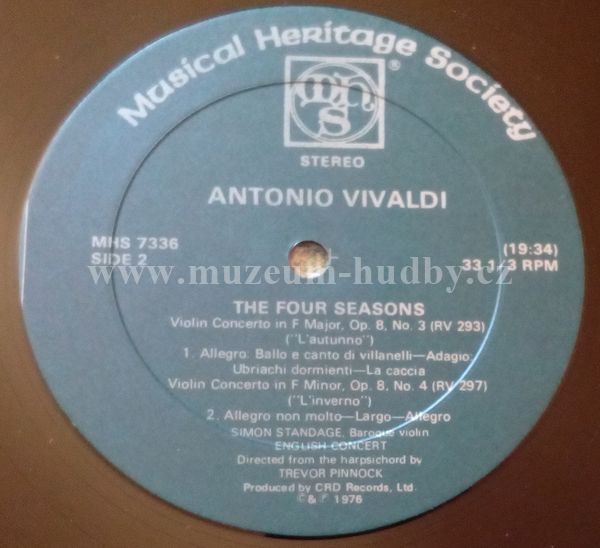 Musical Heritage Society
mh
s
®
STEREO
ANTONIO VIVALDI
MHS 7336
SIDE 2
(19:34)
33 1/3 RPM
www.muzeum-hudby.cz
THE FOUR SEASONS
Violin Concerto in F Major, Op. 8, No. 3 (RV 293)
("L'autunno")
1. Allegro: Ballo e canto di villanelli—Adagio:
Ubriachi dormienti—La caccia
Violin Concerto in F Minor, Op. 8, No. 4 (RV 297)
("L'inverno")
2. Allegro non molto—Largo—Allegro
SIMON STANDAGE, Baroque violin
ENGLISH CONCERT
Directed from the harpsichord by
TREVOR PINNOCK
Produced by CRD Records, Ltd.
©&℗ 1976